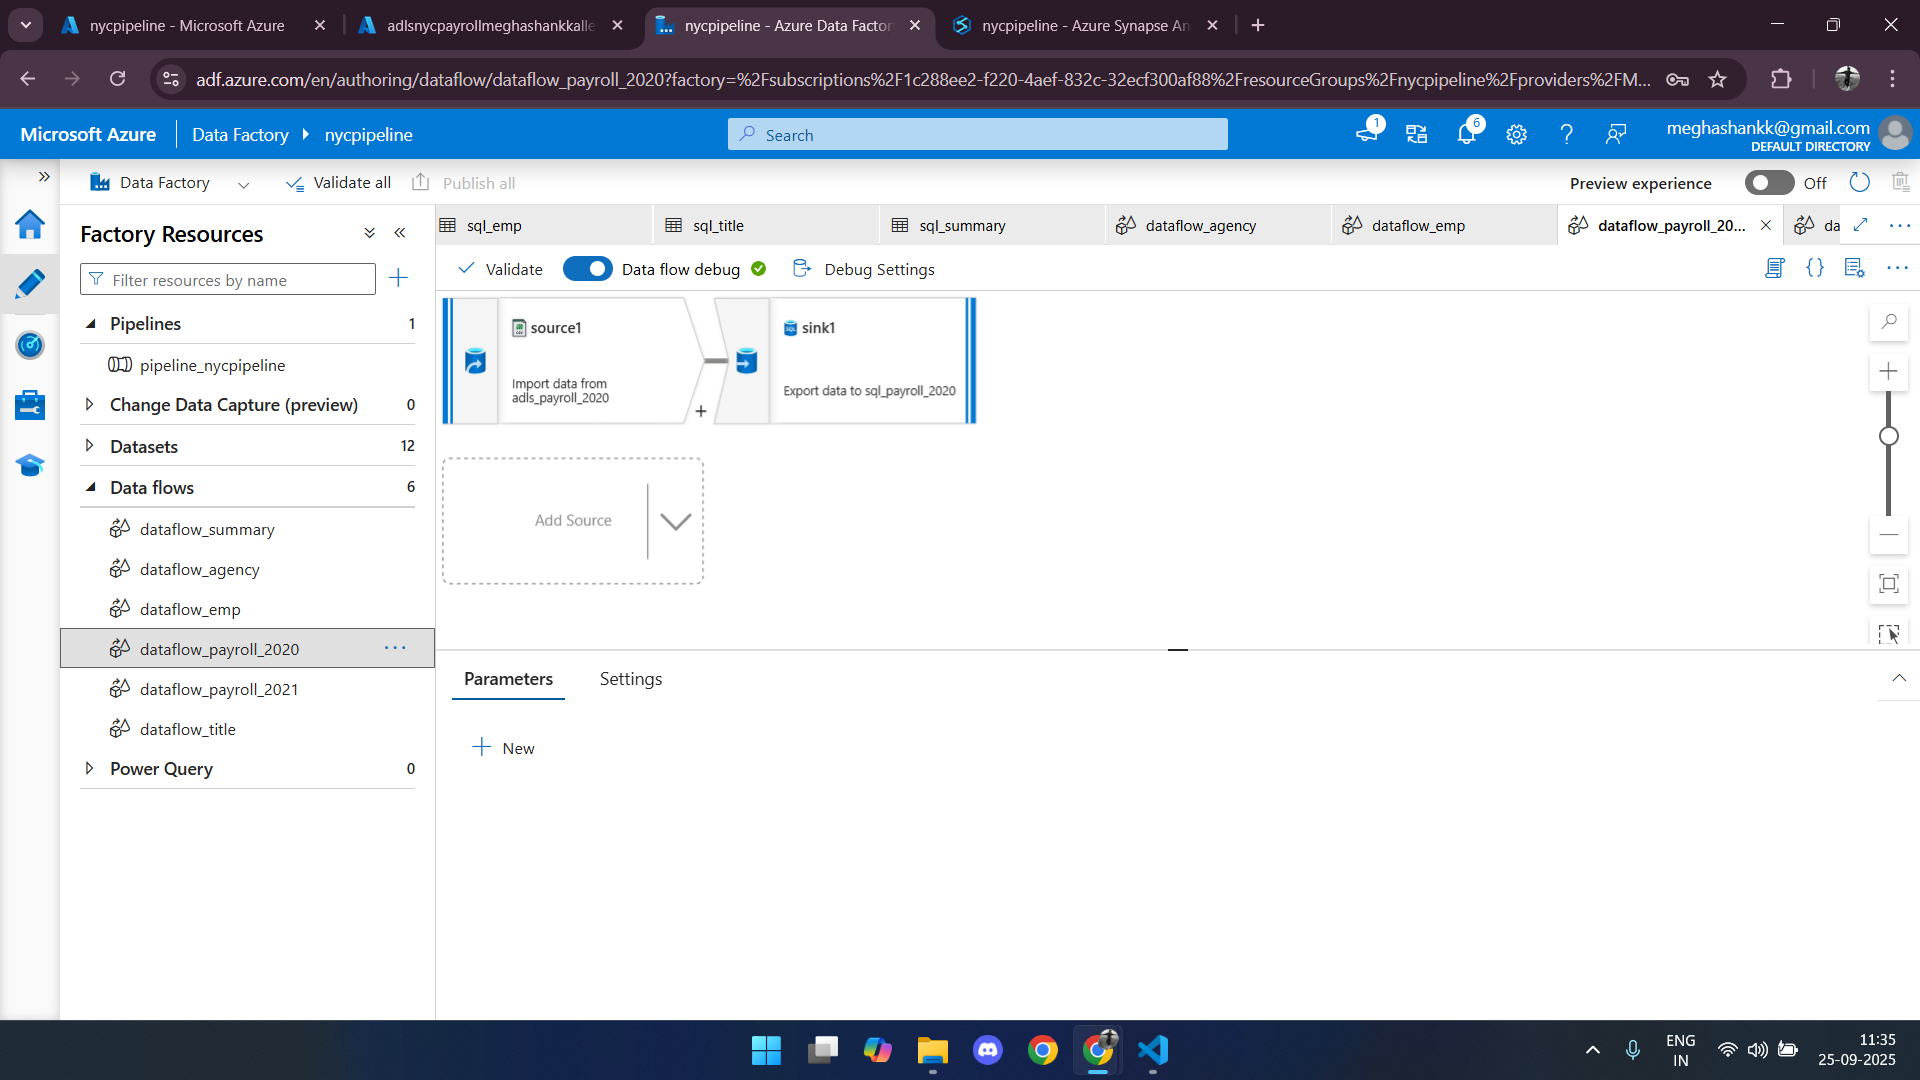 nycpipeline - Microsoft Azure
adlsnycpayrollmeghashankkalle
nycpipeline - Azure Data Factor
nycpipeline - Azure Synapse An
adf.azure.com/en/authoring/dataflow/dataflow_payroll_2020?factory=%2Fsubscriptions%2F1c288ee2-f220-4aef-832c-32ecf300af88%2FresourceGroups%2Fnycpipeline%2Fproviders%2FM...
Microsoft Azure
Data Factory
nycpipeline
Search
1
6
meghashankk@gmail.com
DEFAULT DIRECTORY
Data Factory
Validate all
Publish all
Preview experience
Off
Factory Resources
Filter resources by name
Pipelines 1
pipeline_nycpipeline
Change Data Capture (preview) 0
Datasets 12
Data flows 6
dataflow_summary
dataflow_agency
dataflow_emp
dataflow_payroll_2020
dataflow_payroll_2021
dataflow_title
Power Query 0
sql_emp
sql_title
sql_summary
dataflow_agency
dataflow_emp
dataflow_payroll_20...
da
Validate
Data flow debug
Debug Settings
source1
Import data from
adls_payroll_2020
sink1
SQL
Export data to sql_payroll_2020
Add Source
Parameters
Settings
New
ENG
IN
11:35
25-09-2025